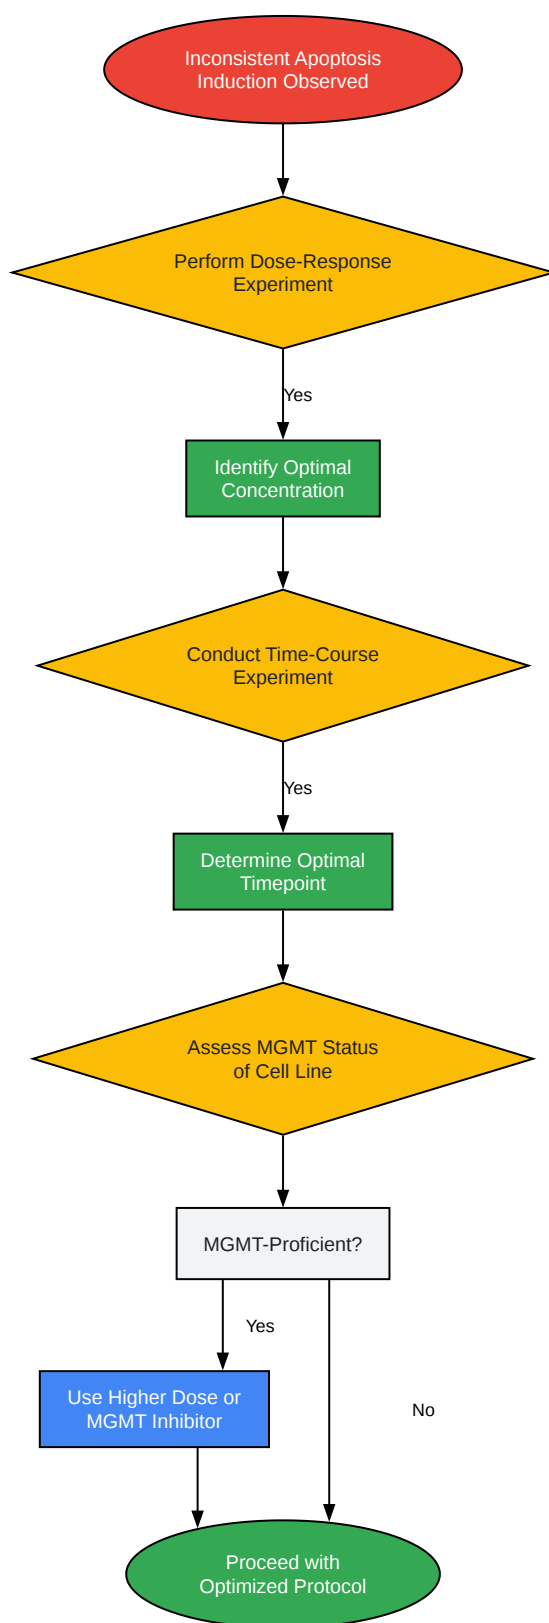 Inconsistent Apoptosis
Induction Observed
Perform Dose-Response
Experiment
Yes
Identify Optimal
Concentration
Conduct Time-Course
Experiment
Yes
Determine Optimal
Timepoint
Assess MGMT Status
of Cell Line
MGMT-Proficient?
Yes
Use Higher Dose or
MGMT Inhibitor
No
Proceed with
Optimized Protocol